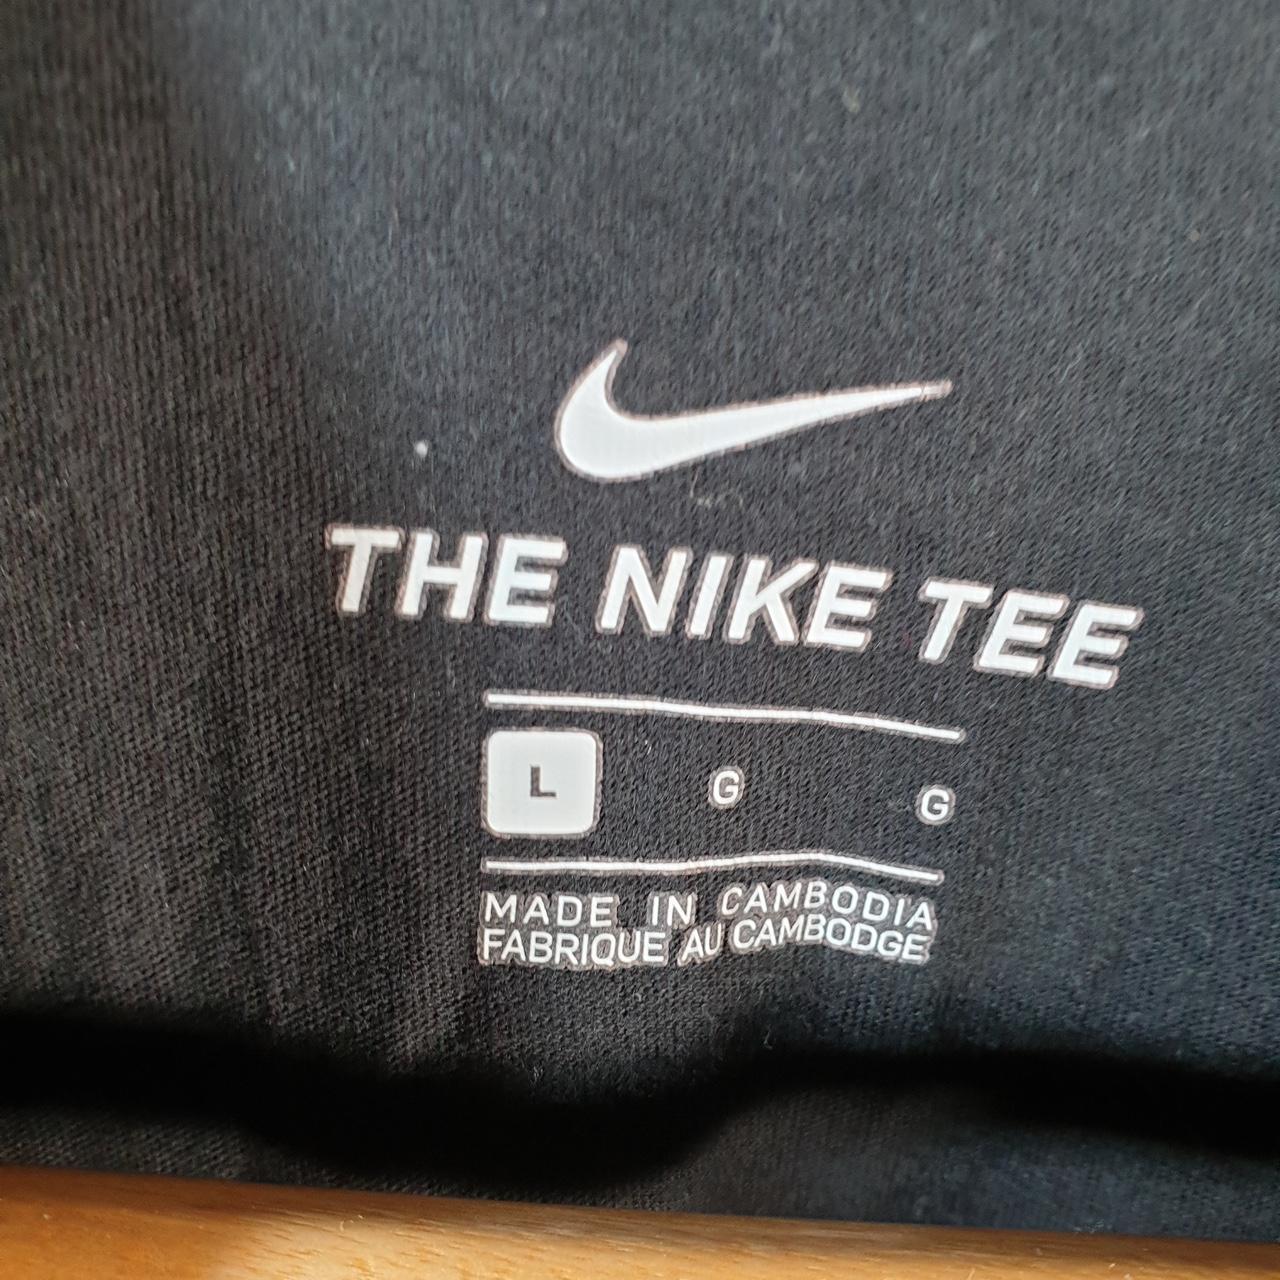 THE NIKE TEE
L G G
MADE IN CAMBODIA
FABRIQUE AU CAMBODGE